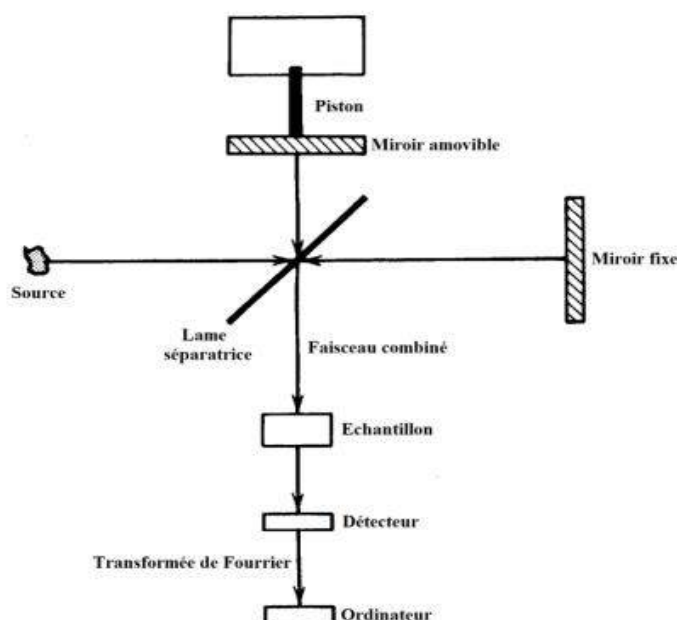 Piston
Miroir amovible
Source
Miroir fixe
Lame
séparatrice
Faisceau combiné
Echantillon
Détecteur
Transformée de Fourrier
Ordinateur